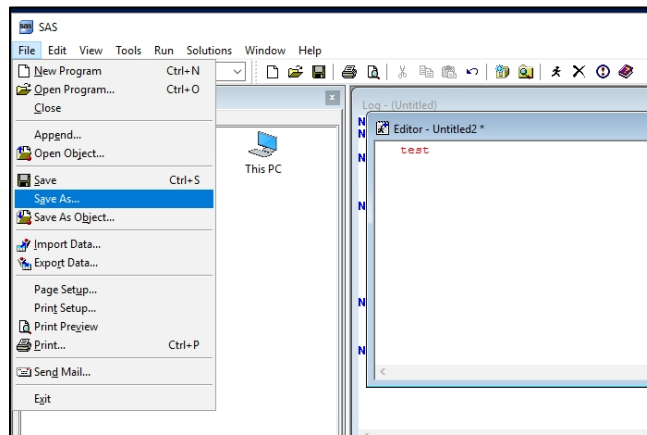 SAS
File Edit View Tools Run Solutions Window Help
New Program Ctrl+N
Open Program... Ctrl+O
Close
Append...
Open Object...
Save Ctrl+S
Save As...
Save As Object...
Import Data...
Export Data...
Page Setup...
Print Setup...
Print Preview
Print... Ctrl+P
Send Mail...
Exit
This PC
Log - (Untitled)
N
N
N
N
N
N
Editor - Untitled2 *
test